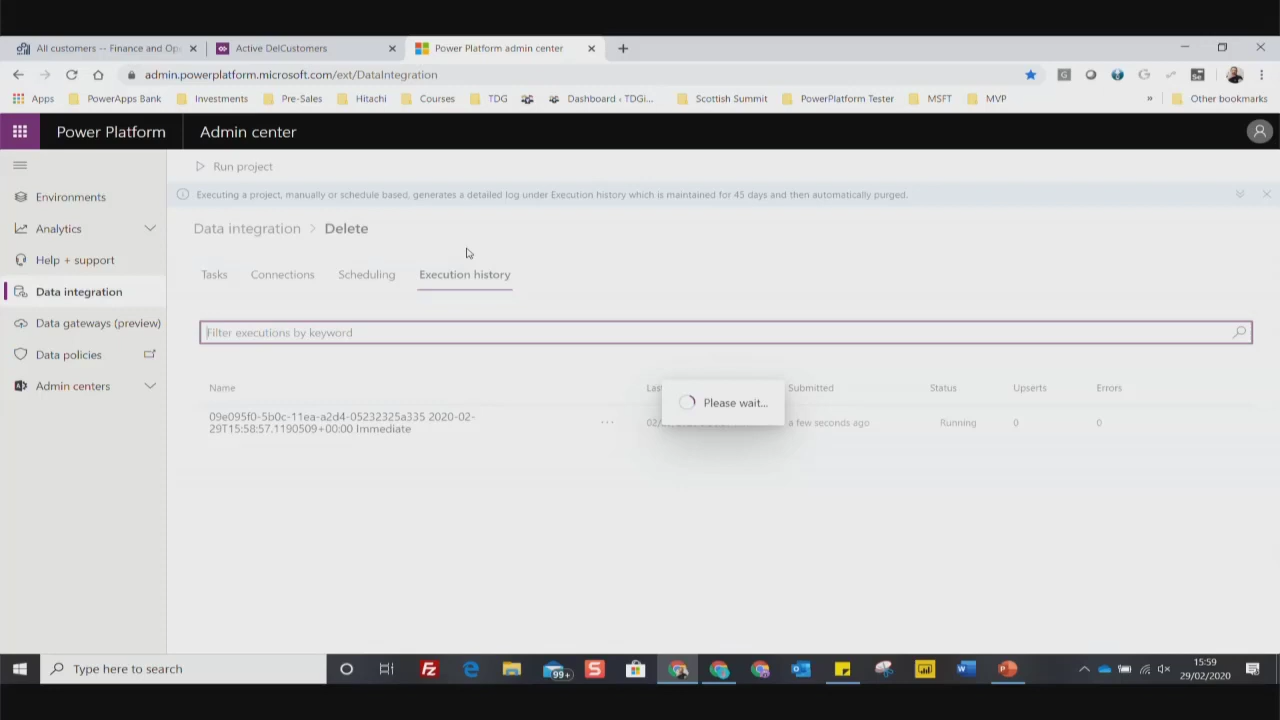 All customers -- Finance and Op
Active DelCustomers
Power Platform admin center
admin.powerplatform.microsoft.com/ext/DataIntegration
Apps
PowerApps Bank
Investments
Pre-Sales
Hitachi
Courses
TDG
Dashboard ‹ TDGi...
Scottish Summit
PowerPlatform Tester
MSFT
MVP
»
Other bookmarks
Power Platform
Admin center
Run project
Executing a project, manually or schedule based, generates a detailed log under Execution history which is maintained for 45 days and then automatically purged.
Environments
Analytics
Help + support
Data integration
Data gateways (preview)
Data policies
Admin centers
Data integration > Delete
Tasks
Connections
Scheduling
Execution history
Filter executions by keyword
Name
Submitted
Status
Upserts
Errors
09e095f0-5b0c-11ea-a2d4-05232325a335 2020-02-
29T15:58:57.1190509+00:00 Immediate
...
a few seconds ago
Running
0
0
Please wait...
Type here to search
99+
15:59
29/02/2020